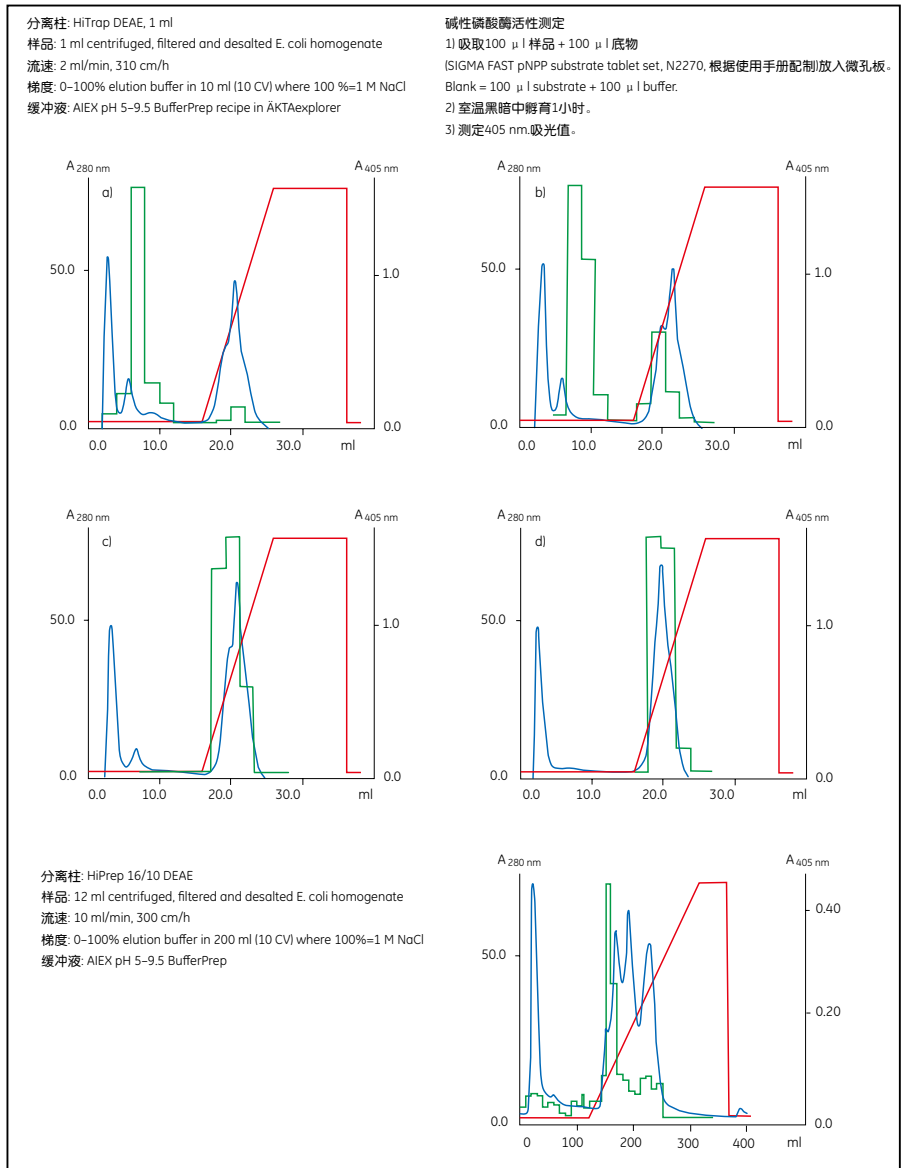 分离柱: HiTrap DEAE, 1 ml
样品: 1 ml centrifuged, filtered and desalted E. coli homogenate
流速: 2 ml/min, 310 cm/h
梯度: 0–100% elution buffer in 10 ml (10 CV) where 100 %=1 M NaCl
缓冲液: AIEX pH 5–9.5 BufferPrep recipe in ÄKTAexplorer
碱性磷酸酶活性测定
1) 吸取100 μl 样品 + 100 μl 底物
(SIGMA FAST pNPP substrate tablet set, N2270, 根据使用手册配制)放入微孔板。
Blank = 100 μl substrate + 100 μl buffer.
2) 室温黑暗中孵育1小时。
3) 测定405 nm.吸光值。
A 280 nm
A 405 nm
a)
50.0
1.0
0.0
0.0
0.0 10.0 20.0 30.0 ml
A 280 nm
A 405 nm
b)
50.0
1.0
0.0
0.0
0.0 10.0 20.0 30.0 ml
A 280 nm
A 405 nm
c)
50.0
1.0
0.0
0.0
0.0 10.0 20.0 30.0 ml
A 280 nm
A 405 nm
d)
50.0
1.0
0.0
0.0
0.0 10.0 20.0 30.0 ml
分离柱: HiPrep 16/10 DEAE
样品: 12 ml centrifuged, filtered and desalted E. coli homogenate
流速: 10 ml/min, 300 cm/h
梯度: 0–100% elution buffer in 200 ml (10 CV) where 100%=1 M NaCl
缓冲液: AIEX pH 5–9.5 BufferPrep
A 280 nm
A 405 nm
0.40
50.0
0.20
0.0
0.0
0 100 200 300 400 ml